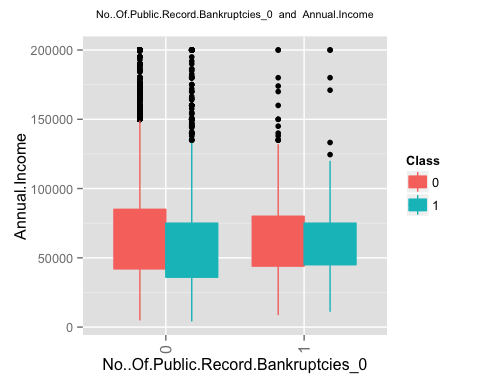 No..Of.Public.Record.Bankruptcies_0 and Annual.Income
200000
150000
100000
50000
0
Annual.Income
0
1
No..Of.Public.Record.Bankruptcies_0
Class
0
1